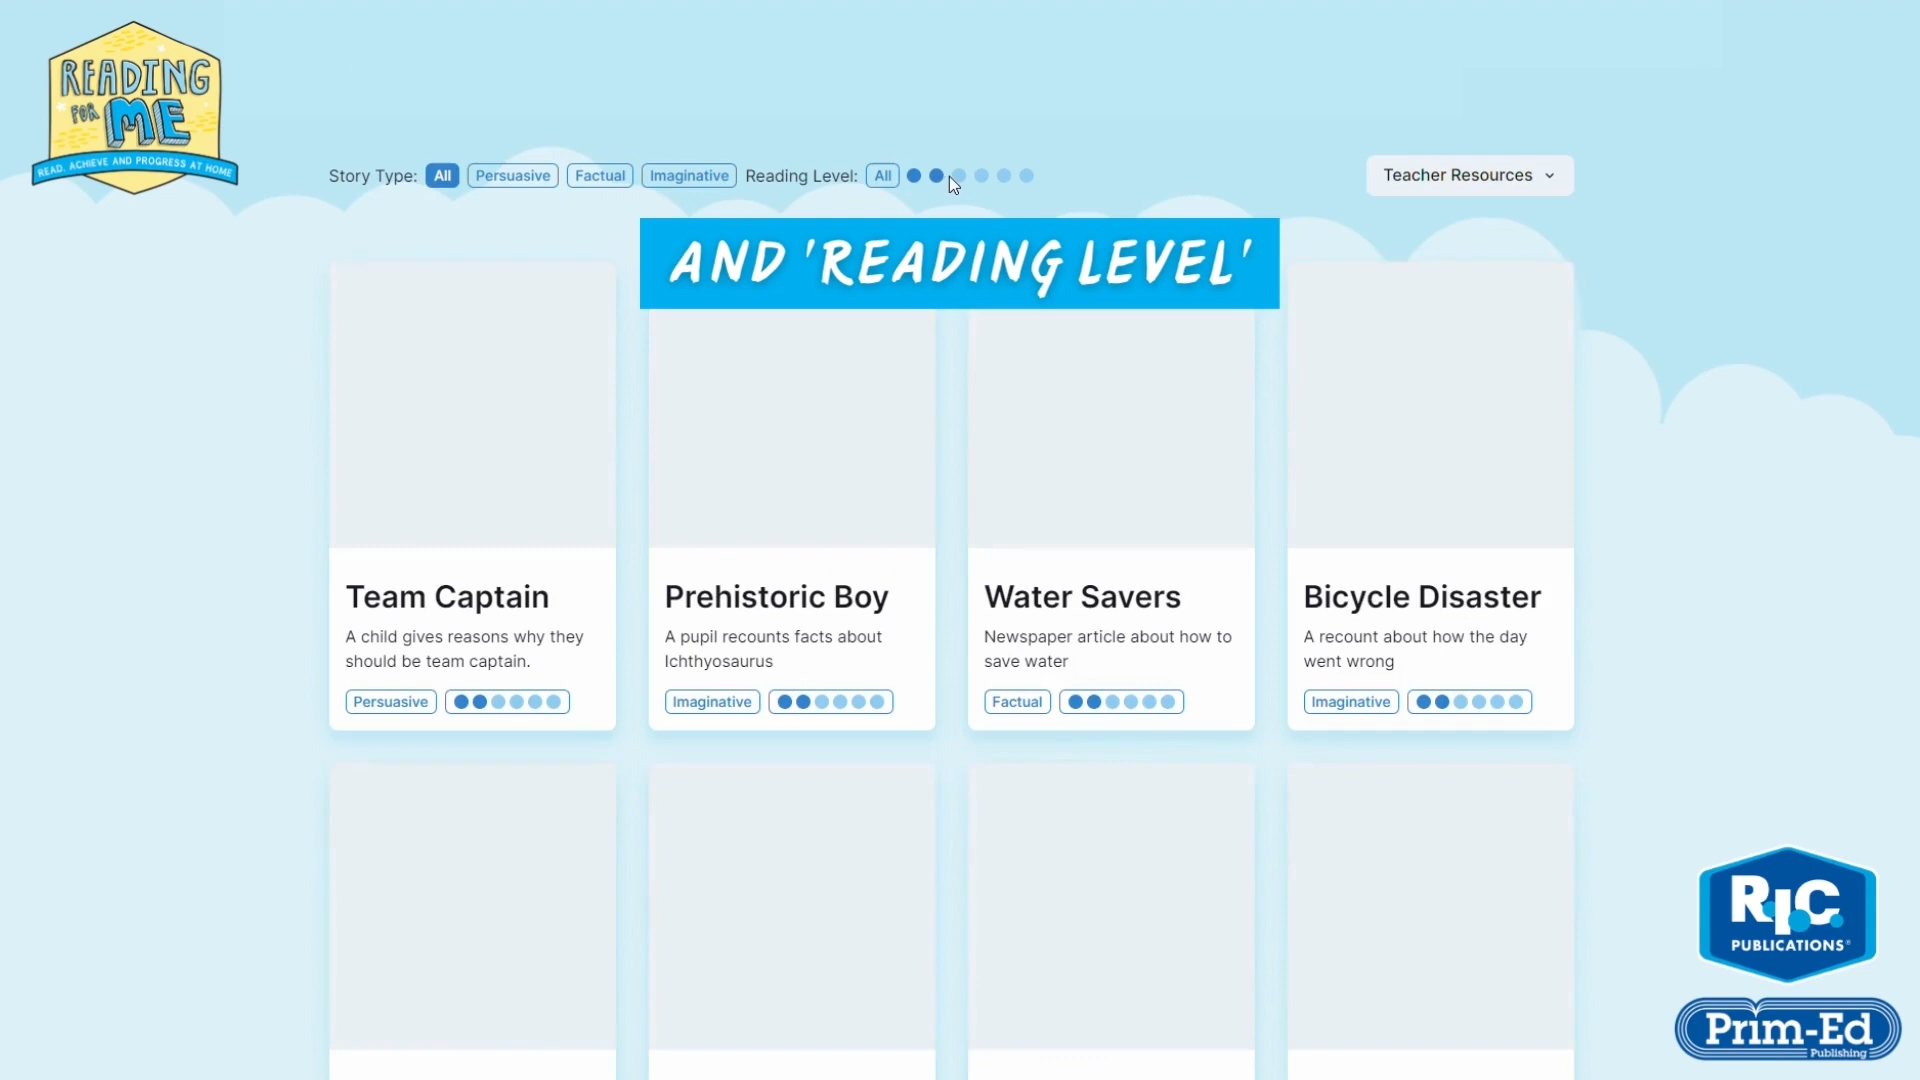 READING
FOR ME
READ, ACHIEVE AND PROGRESS AT HOME
Story Type: All Persuasive Factual Imaginative Reading Level: All
Teacher Resources
AND 'READING LEVEL'
Team Captain
A child gives reasons why they
should be team captain.
Persuasive
Prehistoric Boy
A pupil recounts facts about
Ichthyosaurus
Imaginative
Water Savers
Newspaper article about how to
save water
Factual
Bicycle Disaster
A recount about how the day
went wrong
Imaginative
R.I.C.
PUBLICATIONS®
Prim-Ed
Publishing